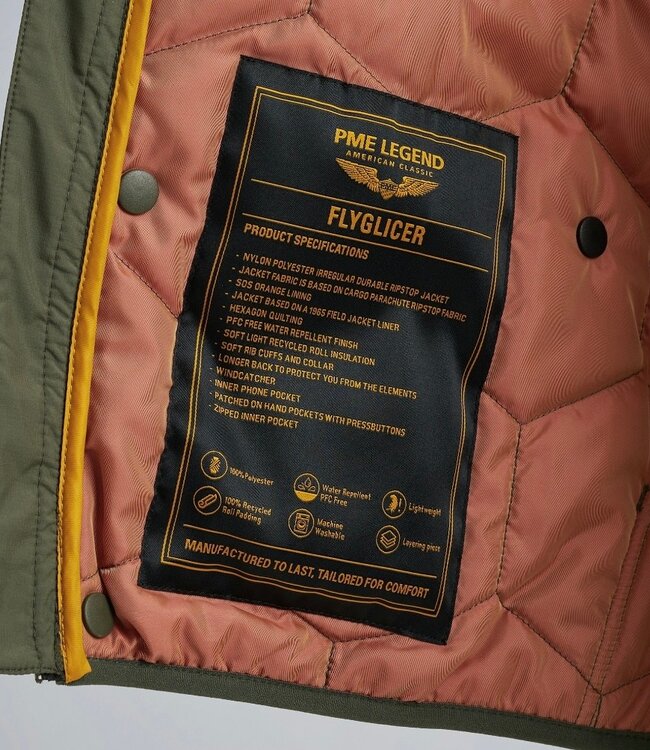 PME LEGEND
AMERICAN CLASSIC
PME
FLYGLICER
PRODUCT SPECIFICATIONS
- NYLON POLYESTER IRREGULAR DURABLE RIPSTOP JACKET
- JACKET FABRIC IS BASED ON CARGO PARACHUTE RIPSTOP FABRIC
- SOS ORANGE LINING
- JACKET BASED ON A 1965 FIELD JACKET LINER
- HEXAGON QUILTING
- PFC FREE WATER REPELLENT FINISH
- SOFT LIGHT RECYCLED ROLL INSULATION
- SOFT RIB CUFFS AND COLLAR
- LONGER BACK TO PROTECT YOU FROM THE ELEMENTS
- WINDCATCHER
- INNER PHONE POCKET
- PATCHED ON HAND POCKETS WITH PRESSBUTTONS
- ZIPPED INNER POCKET
100% Polyester
Water Repellent
PFC Free
Lightweight
100% Recycled
Roll Padding
Machine
Washable
Layering piece
MANUFACTURED TO LAST, TAILORED FOR COMFORT